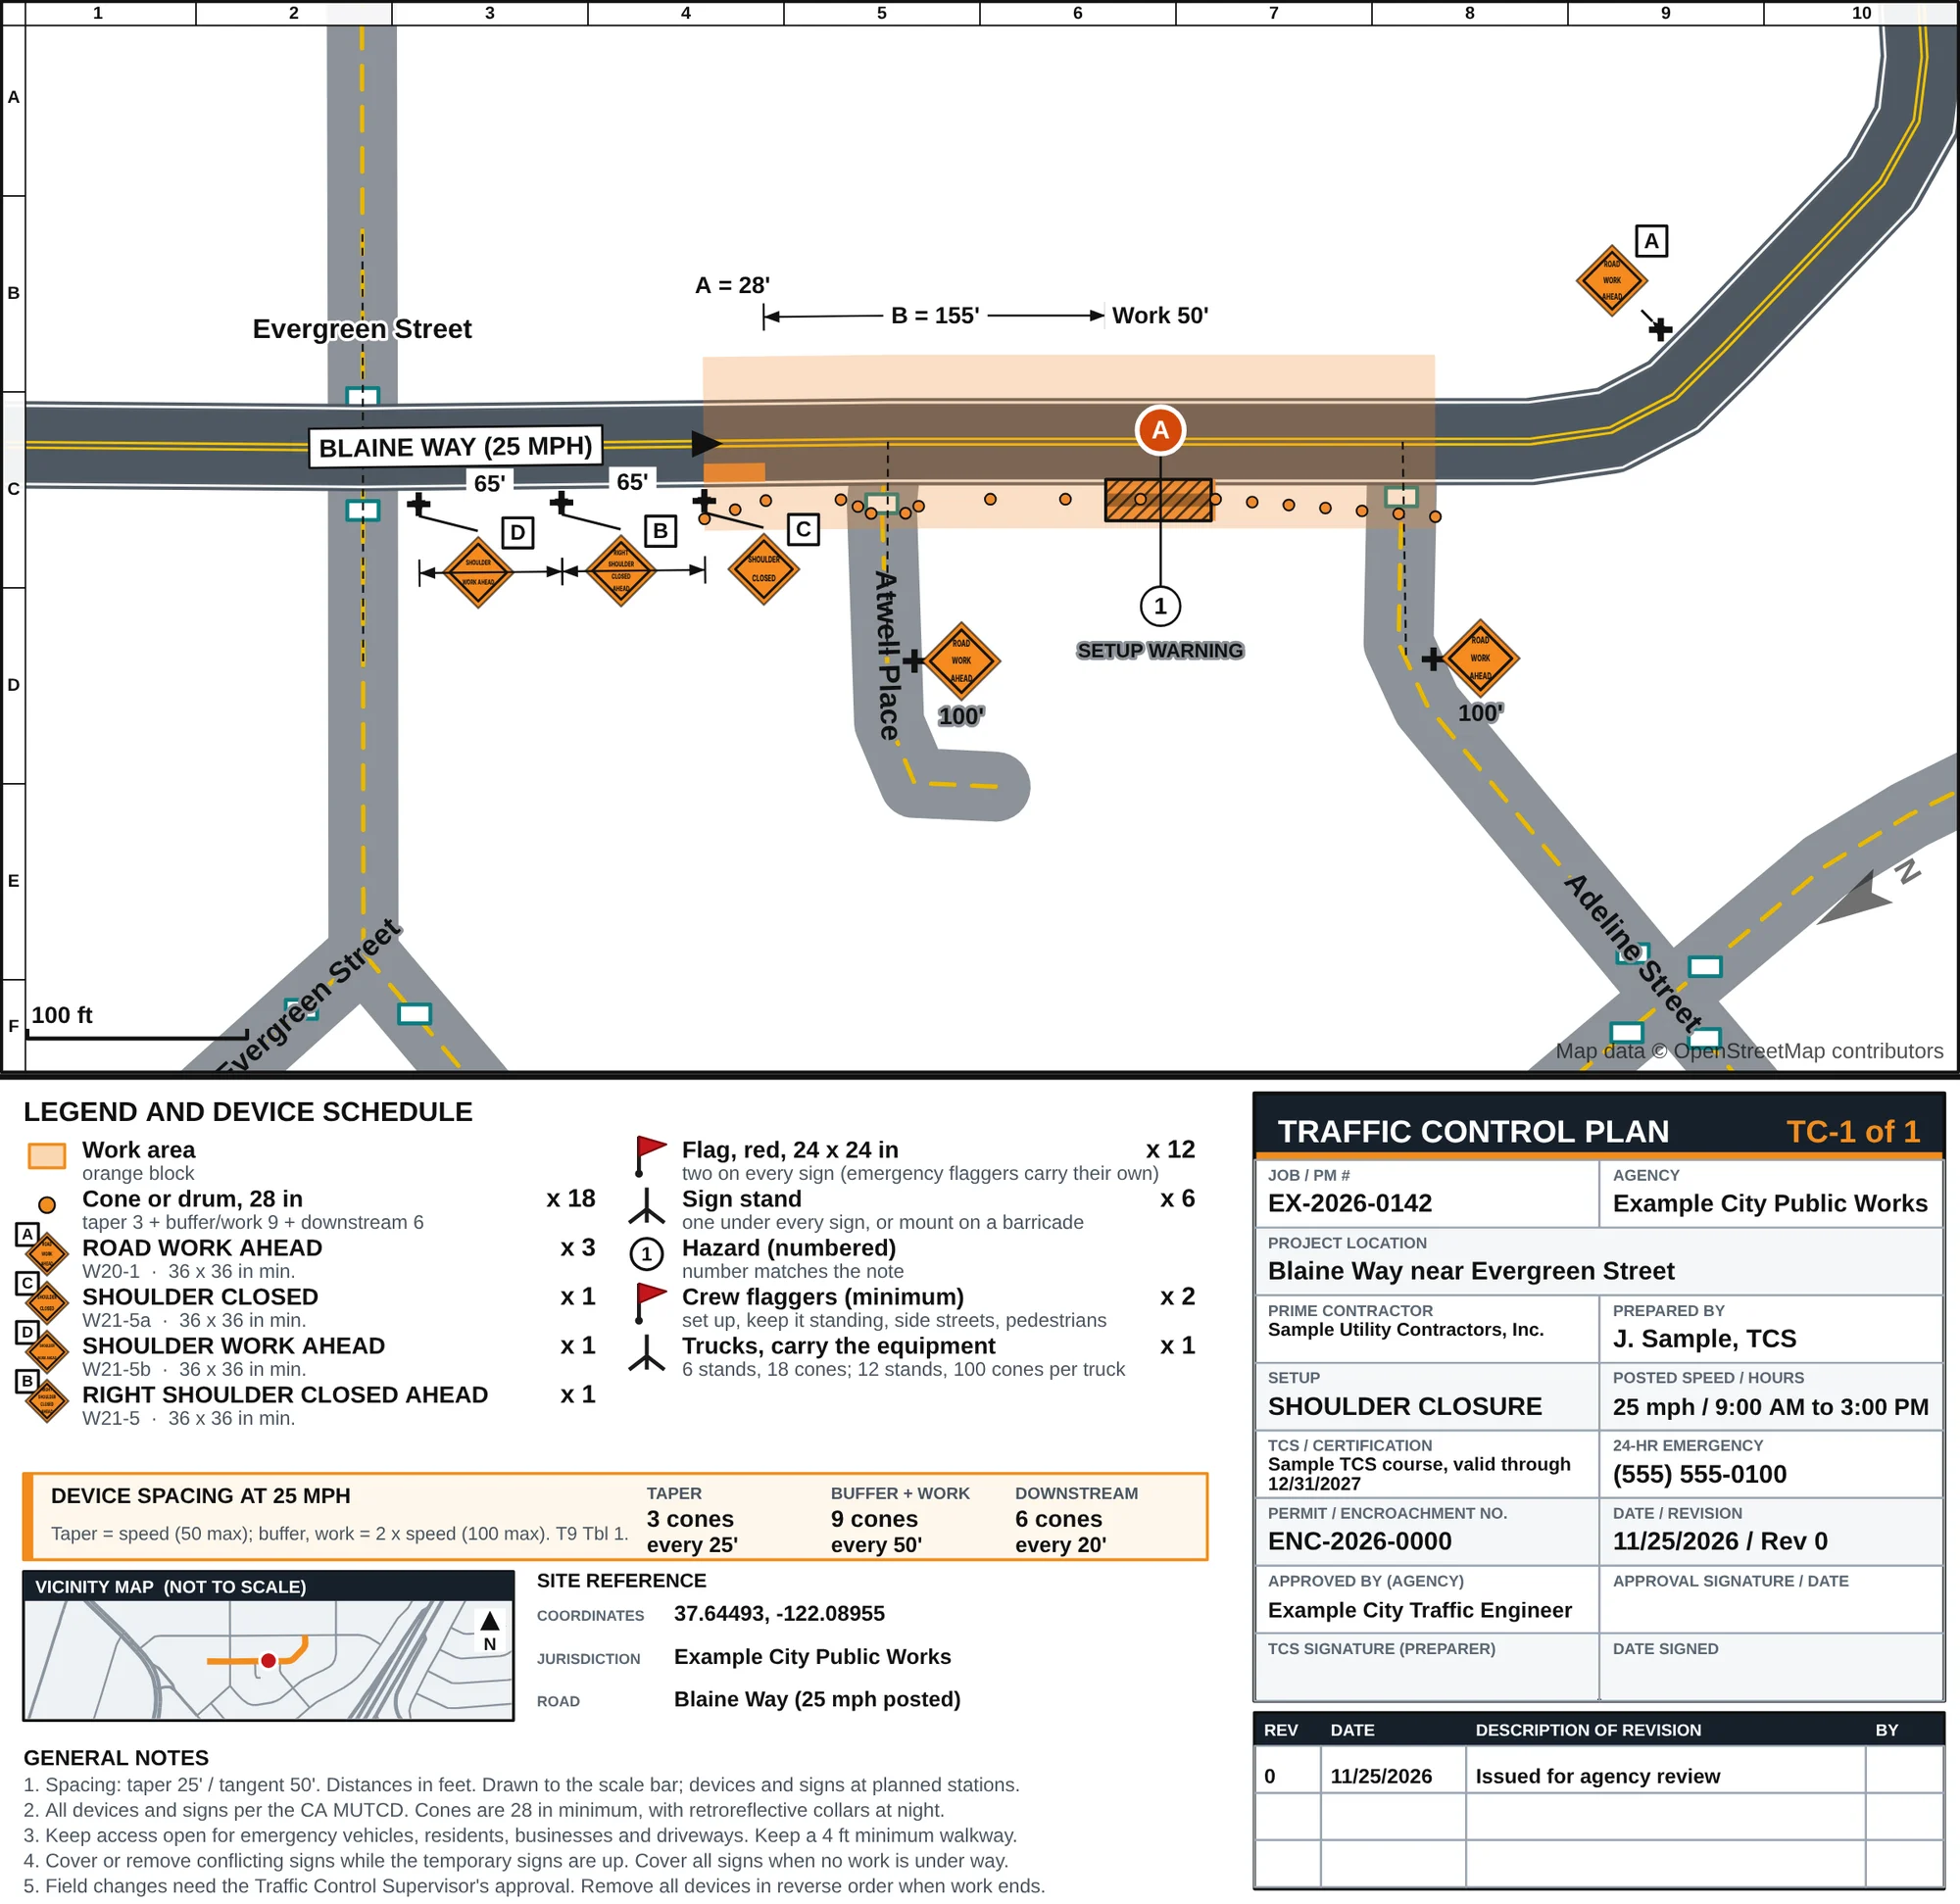 1 2 3 4 5 6 7 8 9 10
A
B
C
D
E
F
Evergreen Street
A = 28'
B = 155'
Work 50'
A
ROAD
WORK
AHEAD
BLAINE WAY (25 MPH)
A
65'
65'
D
SHOULDER
WORK AHEAD
B
RIGHT
SHOULDER
CLOSED
AHEAD
C
SHOULDER
CLOSED
Atwell Place
1
SETUP WARNING
ROAD
WORK
AHEAD
100'
ROAD
WORK
AHEAD
100'
Evergreen Street
Adeline Street
N
100 ft
Map data © OpenStreetMap contributors
LEGEND AND DEVICE SCHEDULE
Work area
orange block
Cone or drum, 28 in x 18
taper 3 + buffer/work 9 + downstream 6
A
ROAD WORK AHEAD x 3
W20-1 · 36 x 36 in min.
C
SHOULDER CLOSED x 1
W21-5a · 36 x 36 in min.
D
SHOULDER WORK AHEAD x 1
W21-5b · 36 x 36 in min.
B
RIGHT SHOULDER CLOSED AHEAD x 1
W21-5 · 36 x 36 in min.
Flag, red, 24 x 24 in x 12
two on every sign (emergency flaggers carry their own)
Sign stand x 6
one under every sign, or mount on a barricade
1
Hazard (numbered)
number matches the note
Crew flaggers (minimum) x 2
set up, keep it standing, side streets, pedestrians
Trucks, carry the equipment x 1
6 stands, 18 cones; 12 stands, 100 cones per truck
DEVICE SPACING AT 25 MPH
Taper = speed (50 max); buffer, work = 2 x speed (100 max). T9 Tbl 1.
TAPER
3 cones
every 25'
BUFFER + WORK
9 cones
every 50'
DOWNSTREAM
6 cones
every 20'
VICINITY MAP (NOT TO SCALE)
N
SITE REFERENCE
COORDINATES 37.64493, -122.08955
JURISDICTION Example City Public Works
ROAD Blaine Way (25 mph posted)
GENERAL NOTES
1. Spacing: taper 25' / tangent 50'. Distances in feet. Drawn to the scale bar; devices and signs at planned stations.
2. All devices and signs per the CA MUTCD. Cones are 28 in minimum, with retroreflective collars at night.
3. Keep access open for emergency vehicles, residents, businesses and driveways. Keep a 4 ft minimum walkway.
4. Cover or remove conflicting signs while the temporary signs are up. Cover all signs when no work is under way.
5. Field changes need the Traffic Control Supervisor's approval. Remove all devices in reverse order when work ends.
TRAFFIC CONTROL PLAN TC-1 of 1
JOB / PM #
EX-2026-0142
AGENCY
Example City Public Works
PROJECT LOCATION
Blaine Way near Evergreen Street
PRIME CONTRACTOR
Sample Utility Contractors, Inc.
PREPARED BY
J. Sample, TCS
SETUP
SHOULDER CLOSURE
POSTED SPEED / HOURS
25 mph / 9:00 AM to 3:00 PM
TCS / CERTIFICATION
Sample TCS course, valid through
12/31/2027
24-HR EMERGENCY
(555) 555-0100
PERMIT / ENCROACHMENT NO.
ENC-2026-0000
DATE / REVISION
11/25/2026 / Rev 0
APPROVED BY (AGENCY)
Example City Traffic Engineer
APPROVAL SIGNATURE / DATE
TCS SIGNATURE (PREPARER)
DATE SIGNED
REV DATE DESCRIPTION OF REVISION BY
0 11/25/2026 Issued for agency review